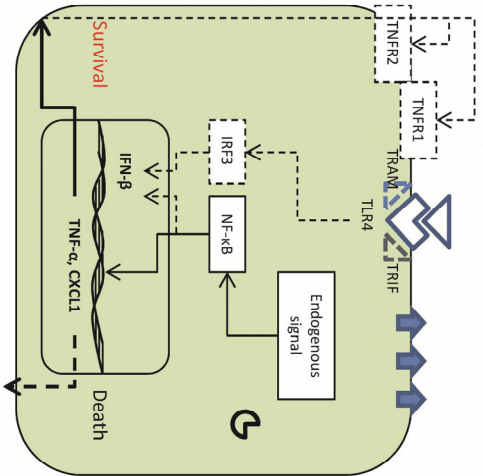 TNFR2
TNFR1
TRAM
TLR4
TRIF
IRF3
NF-κB
Endogenous
signal
IFN-β
TNF-α, CXCL1
Survival
Death